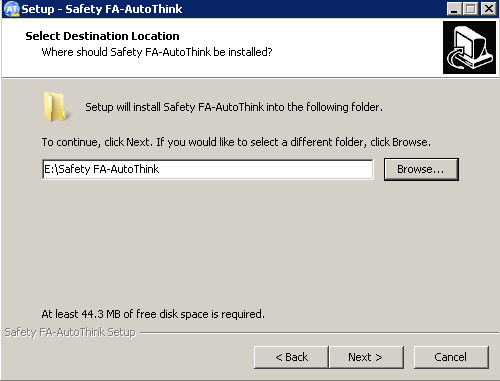 AT Setup - Safety FA-AutoThink
Select Destination Location
Where should Safety FA-AutoThink be installed?
Setup will install Safety FA-AutoThink into the following folder.
To continue, click Next. If you would like to select a different folder, click Browse.
E:\Safety FA-AutoThink
Browse...
At least 44.3 MB of free disk space is required.
Safety FA-AutoThink Setup
< Back
Next >
Cancel